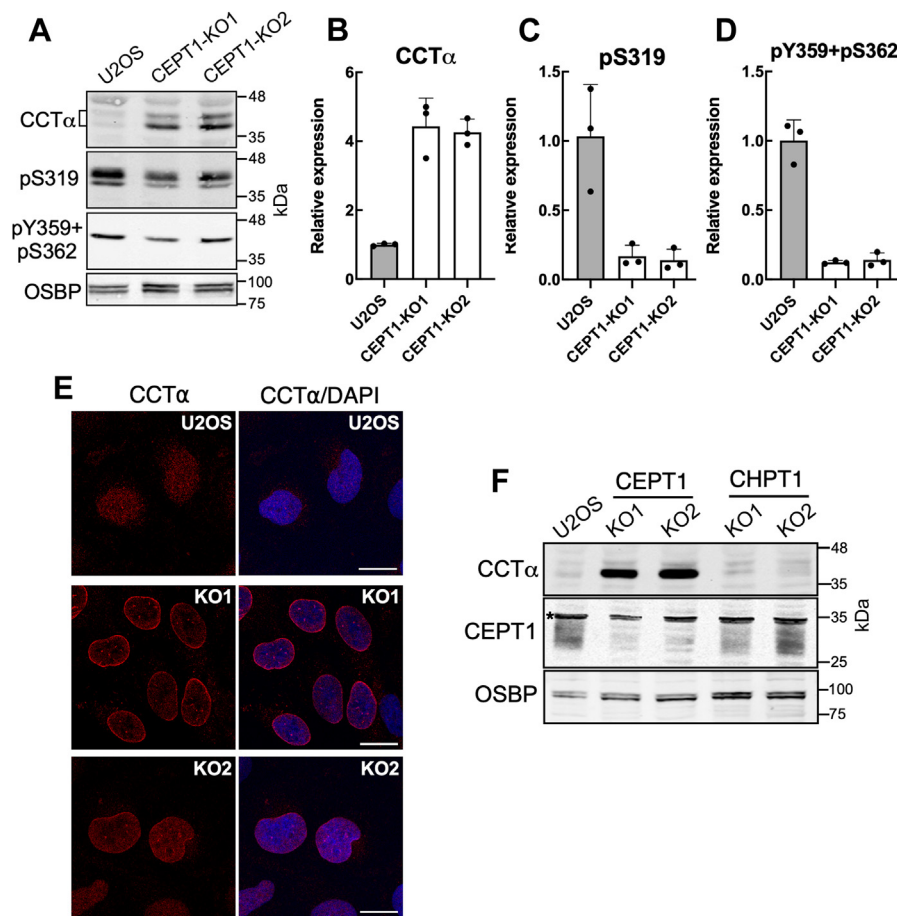 A
U2OS
CEPT1-KO1
CEPT1-KO2
CCTα
48
35
pS319
48
35
kDa
pY359+
pS362
48
35
OSBP
100
75
B
CCTα
Relative expression
6
4
2
0
U2OS
CEPT1-KO1
CEPT1-KO2
C
pS319
Relative expression
1.5
1.0
0.5
0.0
U2OS
CEPT1-KO1
CEPT1-KO2
D
pY359+pS362
Relative expression
1.5
1.0
0.5
0.0
U2OS
CEPT1-KO1
CEPT1-KO2
E
CCTα
CCTα/DAPI
U2OS
U2OS
KO1
KO1
KO2
KO2
F
CEPT1
CHPT1
U2OS
KO1
KO2
KO1
KO2
CCTα
48
35
CEPT1
*
35
25
kDa
OSBP
100
75